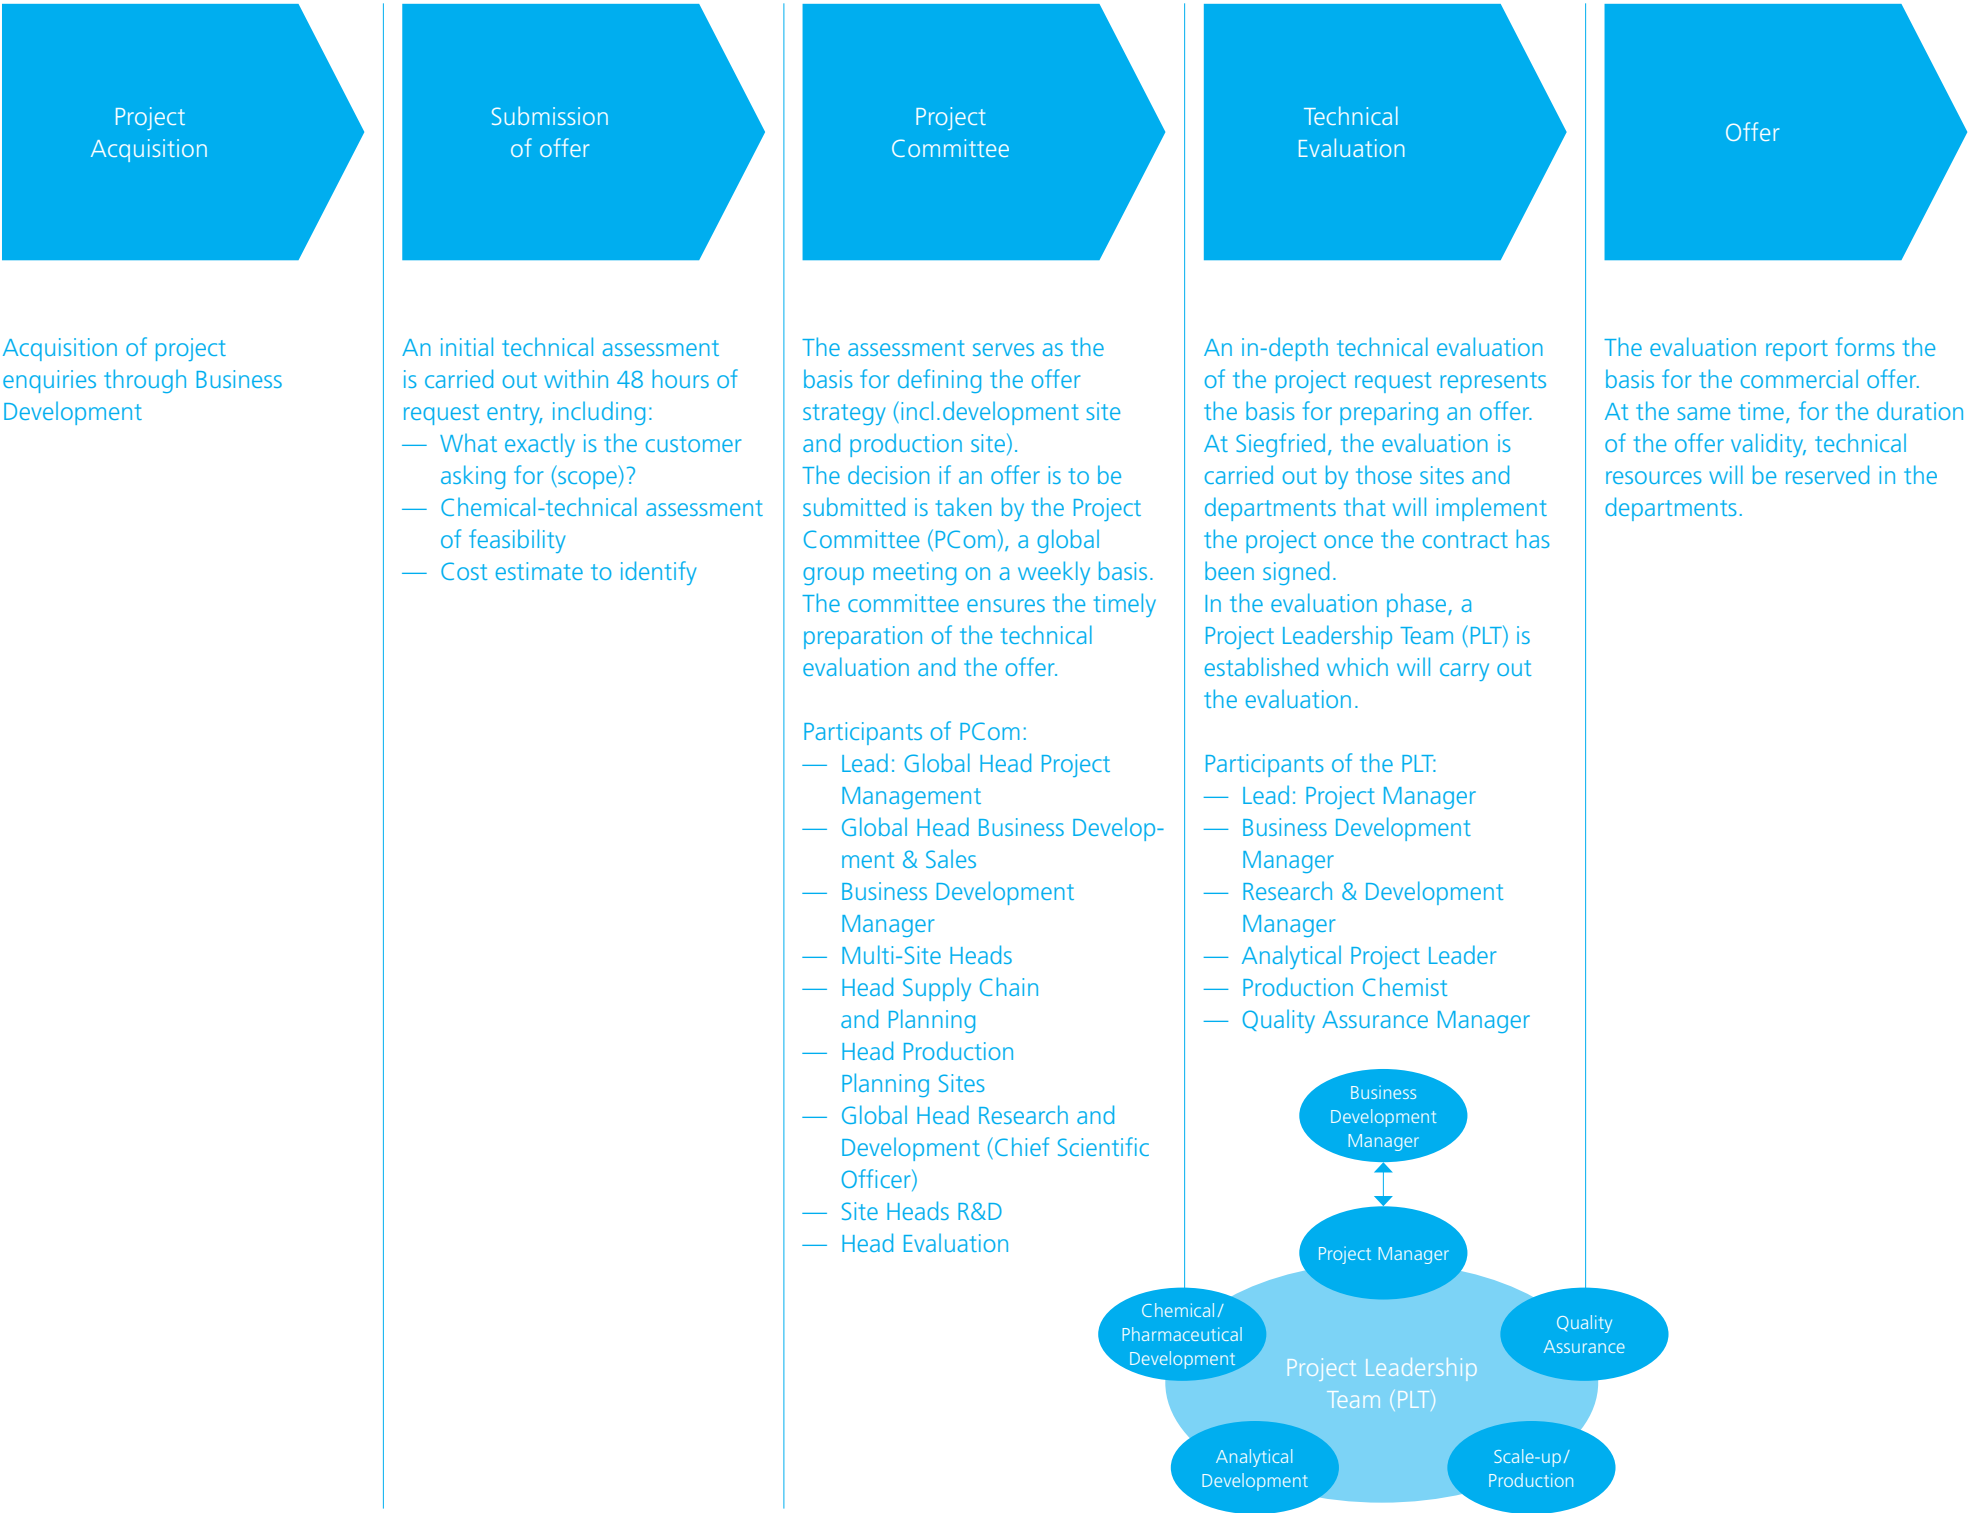 Project
Acquisition
Submission
of offer
Project
Committee
Technical
Evaluation
Offer
Acquisition of project
enquiries through Business
Development
An initial technical assessment
is carried out within 48 hours of
request entry, including:
— What exactly is the customer
asking for (scope)?
— Chemical-technical assessment
of feasibility
— Cost estimate to identify
The assessment serves as the
basis for defining the offer
strategy (incl.development site
and production site).
The decision if an offer is to be
submitted is taken by the Project
Committee (PCom), a global
group meeting on a weekly basis.
The committee ensures the timely
preparation of the technical
evaluation and the offer.
Participants of PCom:
— Lead: Global Head Project
Management
— Global Head Business Develop-
ment & Sales
— Business Development
Manager
— Multi-Site Heads
— Head Supply Chain
and Planning
— Head Production
Planning Sites
— Global Head Research and
Development (Chief Scientific
Officer)
— Site Heads R&D
— Head Evaluation
An in-depth technical evaluation
of the project request represents
the basis for preparing an offer.
At Siegfried, the evaluation is
carried out by those sites and
departments that will implement
the project once the contract has
been signed.
In the evaluation phase, a
Project Leadership Team (PLT) is
established which will carry out
the evaluation.
Participants of the PLT:
— Lead: Project Manager
— Business Development
Manager
— Research & Development
Manager
— Analytical Project Leader
— Production Chemist
— Quality Assurance Manager
The evaluation report forms the
basis for the commercial offer.
At the same time, for the duration
of the offer validity, technical
resources will be reserved in the
departments.
Business
Development
Manager
Project Manager
Chemical/
Pharmaceutical
Development
Quality
Assurance
Project Leadership
Team (PLT)
Analytical
Development
Scale-up/
Production